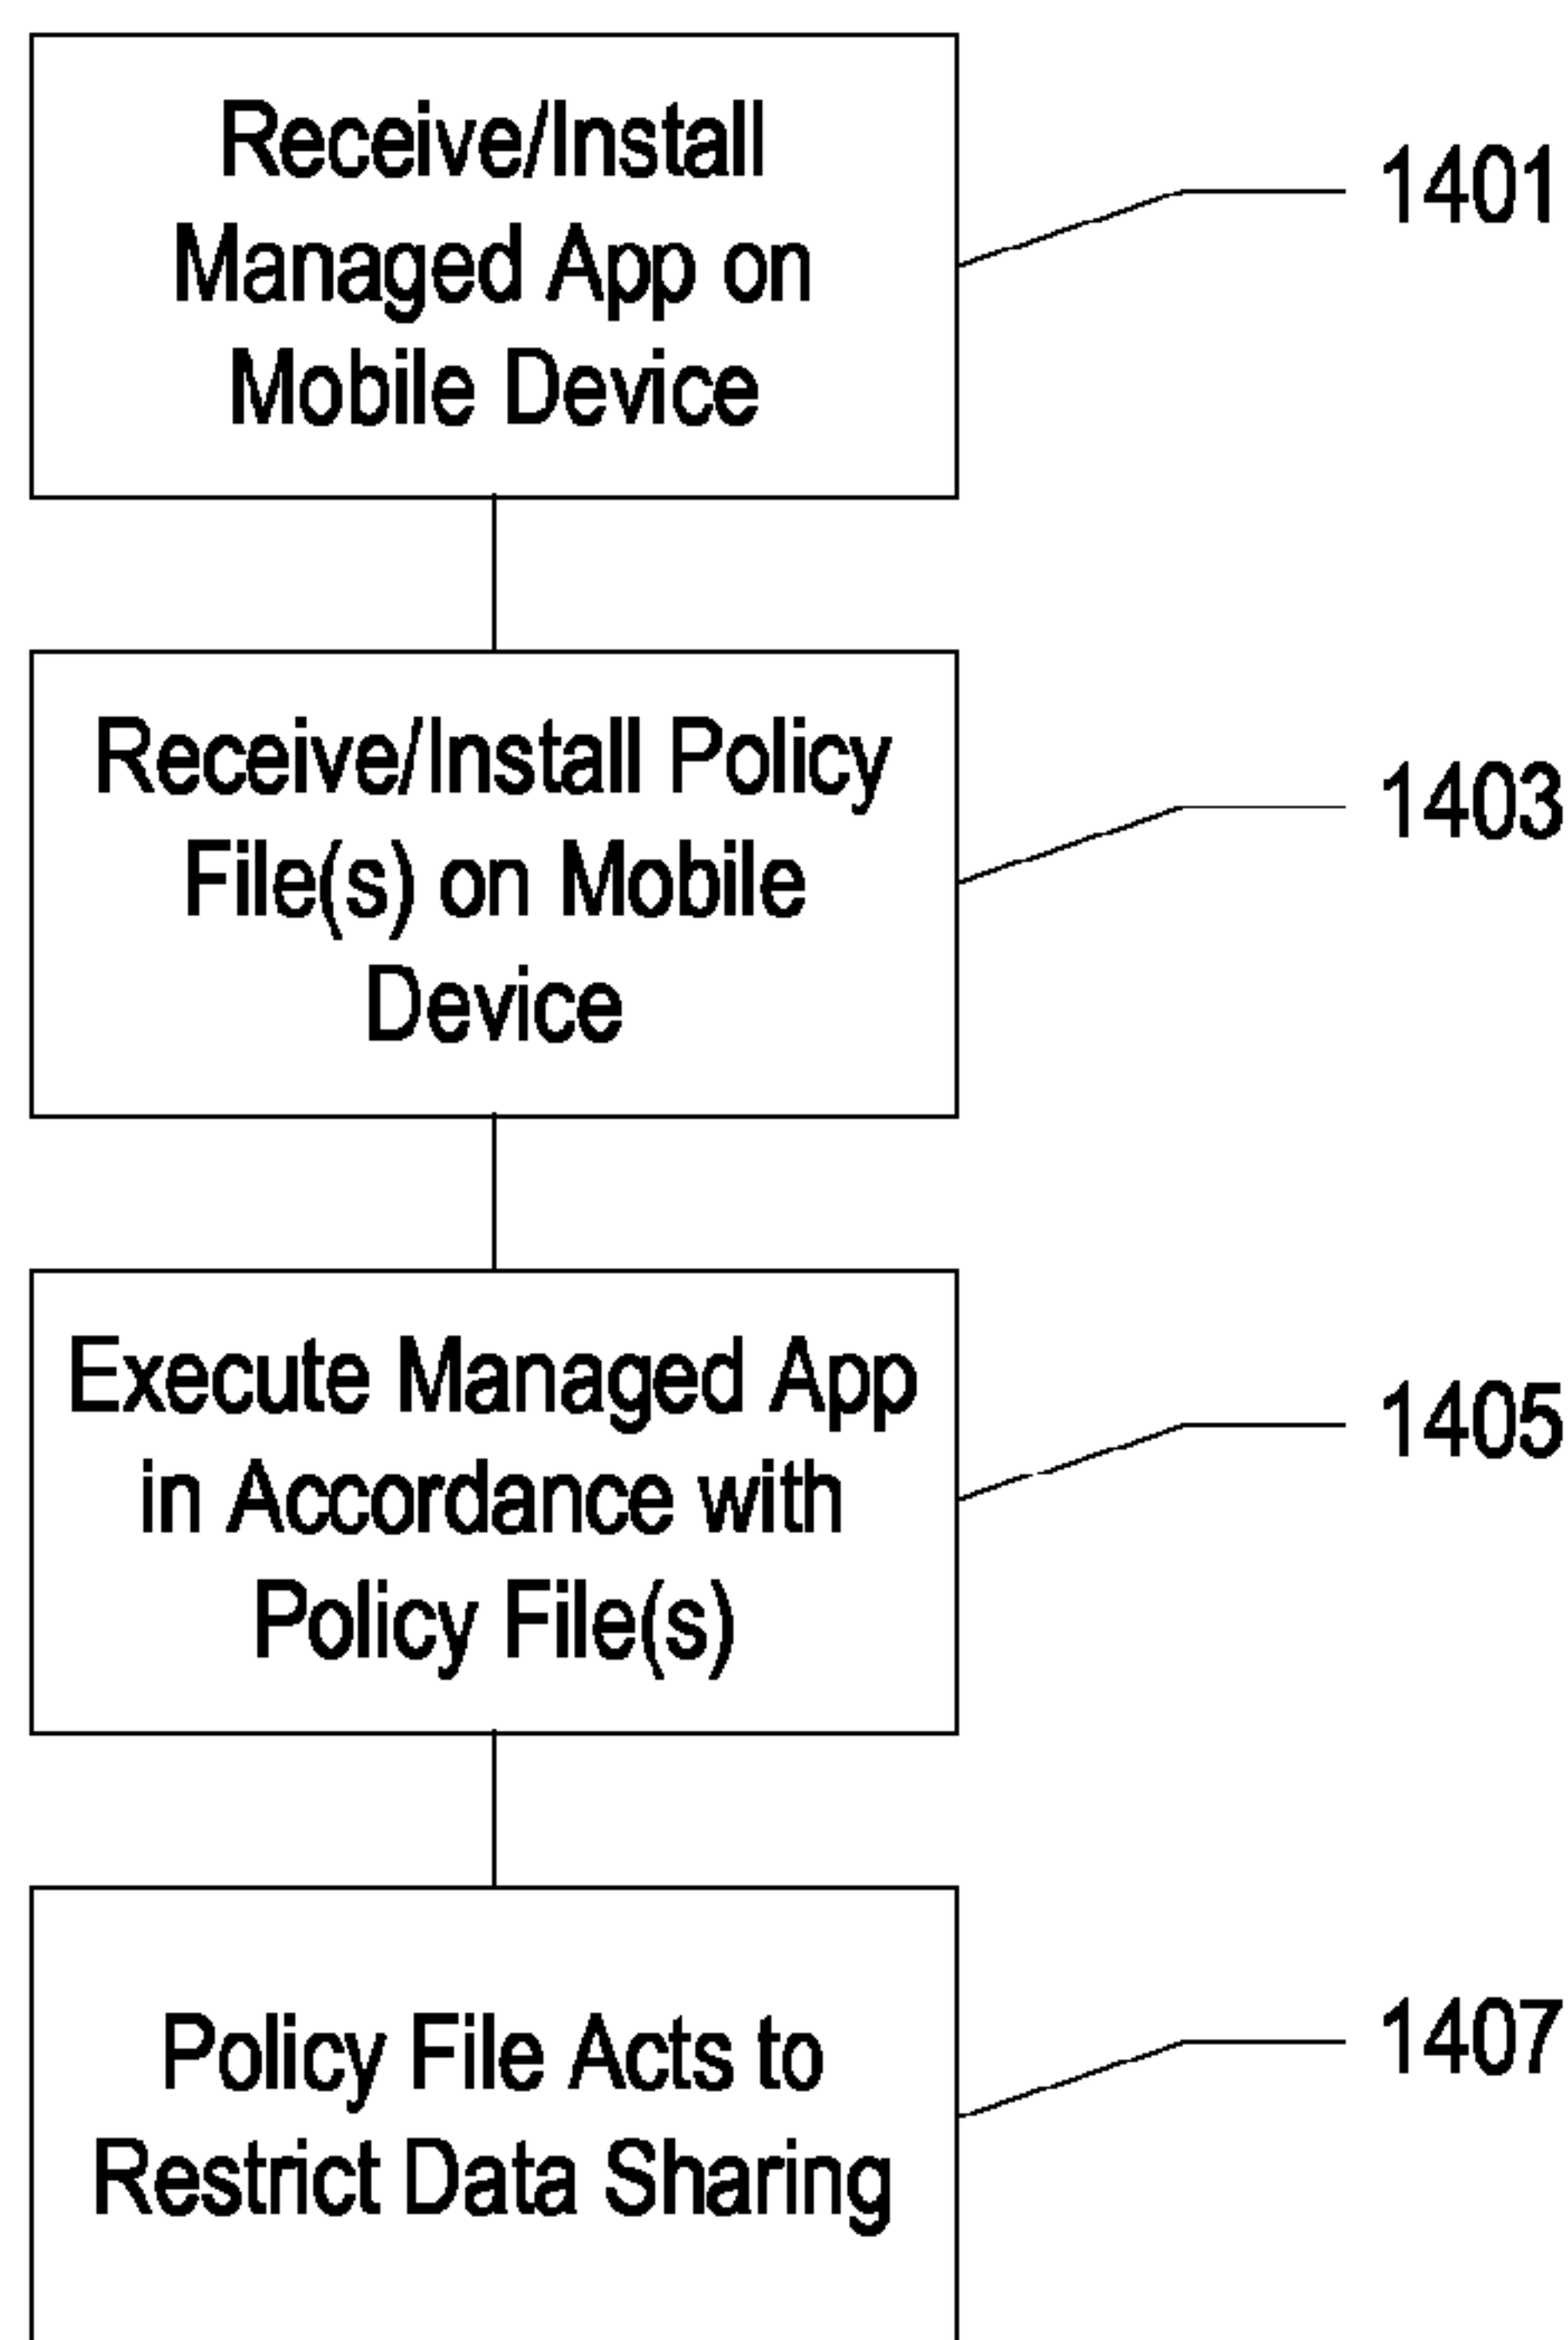 Receive/Install
Managed App on
Mobile Device
1401
Receive/Install Policy
File(s) on Mobile
Device
1403
Execute Managed App
in Accordance with
Policy File(s)
1405
Policy File Acts to
Restrict Data Sharing
1407